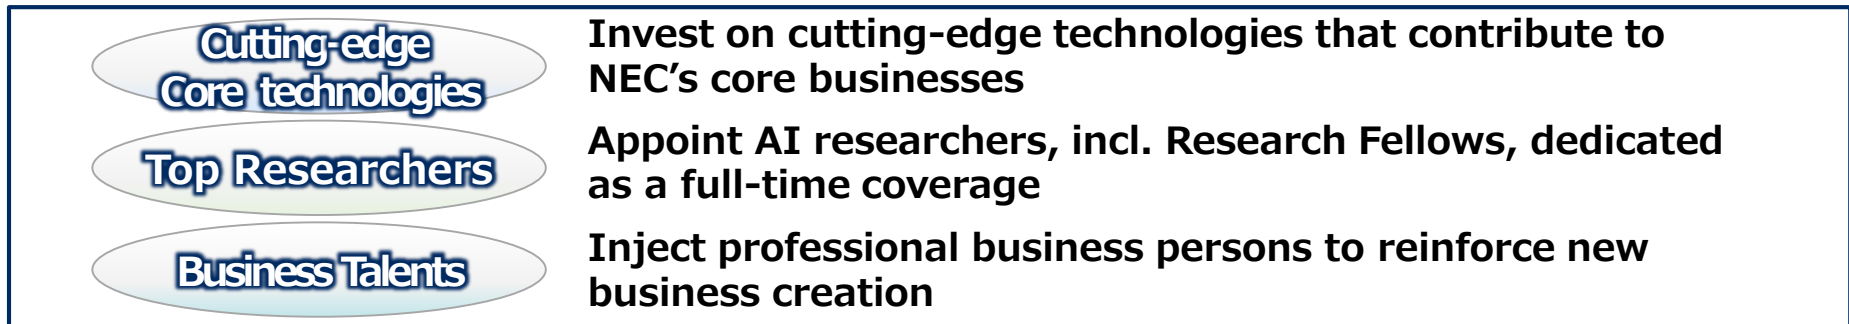 Cutting-edge
Core technologies
Invest on cutting-edge technologies that contribute to
NEC’s core businesses
Top Researchers
Appoint AI researchers, incl. Research Fellows, dedicated
as a full-time coverage
Business Talents
Inject professional business persons to reinforce new
business creation